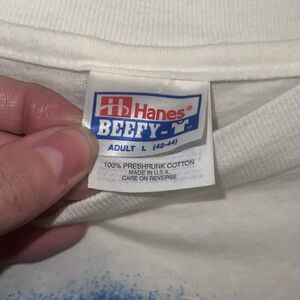 Hanes®
BEEFY-T
ADULT L (42-44)
100% PRESHRUNK COTTON
MADE IN U.S.A.
CARE ON REVERSE